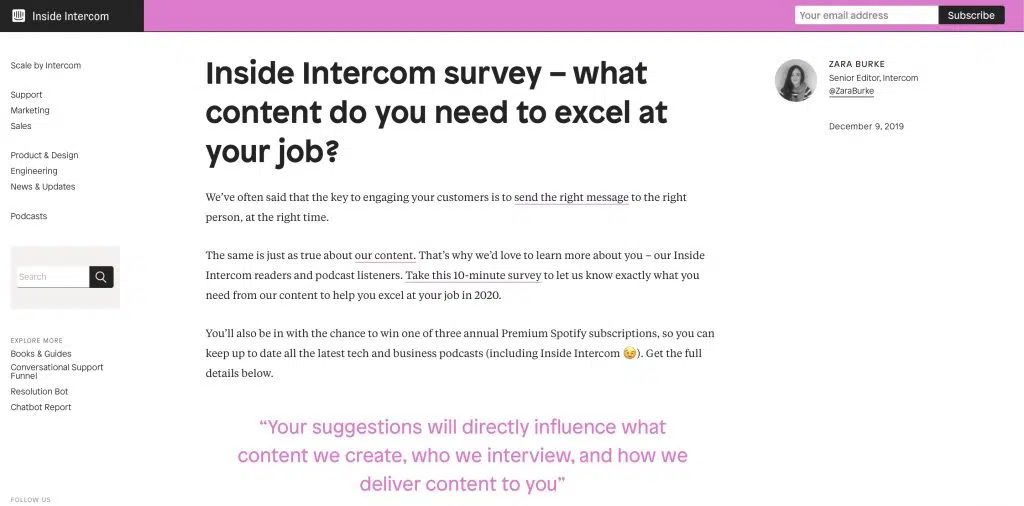 Inside Intercom
Your email address
Subscribe
Scale by Intercom
Support
Marketing
Sales
Product & Design
Engineering
News & Updates
Podcasts
Search
EXPLORE MORE
Books & Guides
Conversational Support
Funnel
Resolution Bot
Chatbot Report
FOLLOW US
Inside Intercom survey – what
content do you need to excel at
your job?
We’ve often said that the key to engaging your customers is to send the right message to the right
person, at the right time.
The same is just as true about our content. That’s why we’d love to learn more about you – our Inside
Intercom readers and podcast listeners. Take this 10-minute survey to let us know exactly what you
need from our content to help you excel at your job in 2020.
You’ll also be in with the chance to win one of three annual Premium Spotify subscriptions, so you can
keep up to date all the latest tech and business podcasts (including Inside Intercom 😉). Get the full
details below.
“Your suggestions will directly influence what
content we create, who we interview, and how we
deliver content to you”
ZARA BURKE
Senior Editor, Intercom
@ZaraBurke
December 9, 2019